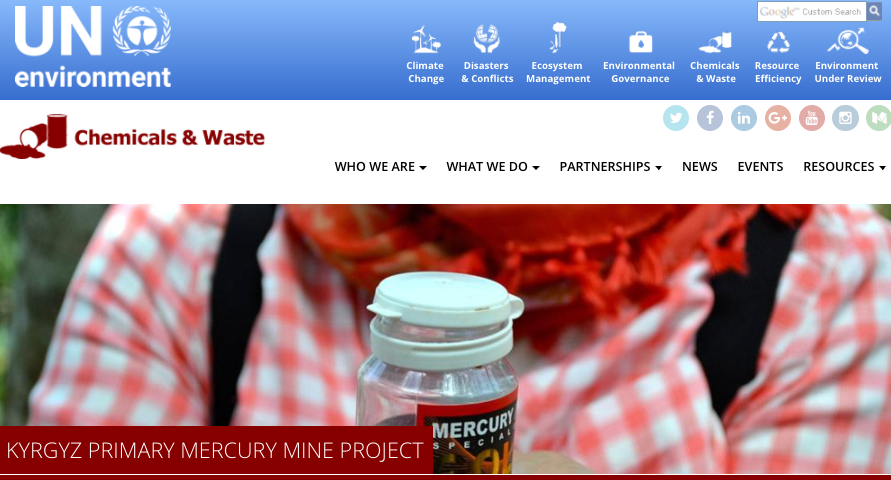 UN
environment
Google™ Custom Search
Climate
Change
Disasters
& Conflicts
Ecosystem
Management
Environmental
Governance
Chemicals
& Waste
Resource
Efficiency
Environment
Under Review
Chemicals & Waste
WHO WE ARE
WHAT WE DO
PARTNERSHIPS
NEWS
EVENTS
RESOURCES
MERCURY
SPECIAL
KYRGYZ PRIMARY MERCURY MINE PROJECT